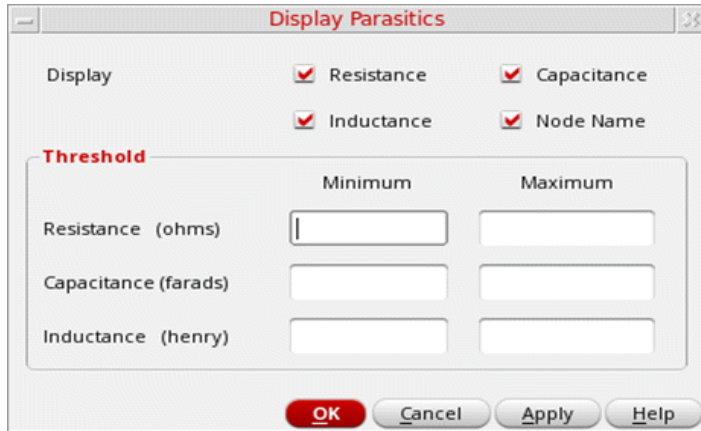 Display Parasitics
Display Resistance Capacitance
Inductance Node Name
Threshold
Minimum Maximum
Resistance (ohms)
Capacitance (farads)
Inductance (henry)
OK Cancel Apply Help